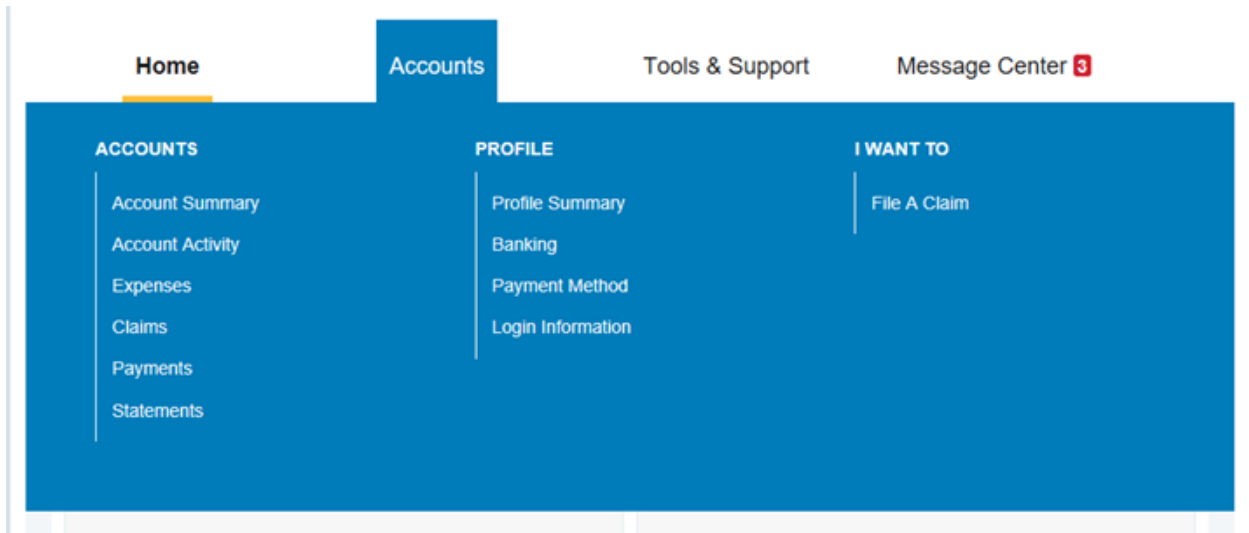 Home
Accounts
Tools & Support
Message Center 3
ACCOUNTS
Account Summary
Account Activity
Expenses
Claims
Payments
Statements
PROFILE
Profile Summary
Banking
Payment Method
Login Information
I WANT TO
File A Claim